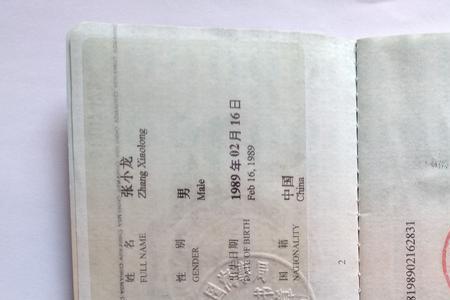 姓 名 张小龙
FULL NAME Zhang Xiaolong
性 别 男
GENDER Male
出生日期 1989年02月16日
DATE OF BIRTH Feb 16, 1989
国 籍 中国
NATIONALITY China
2
8198902162831